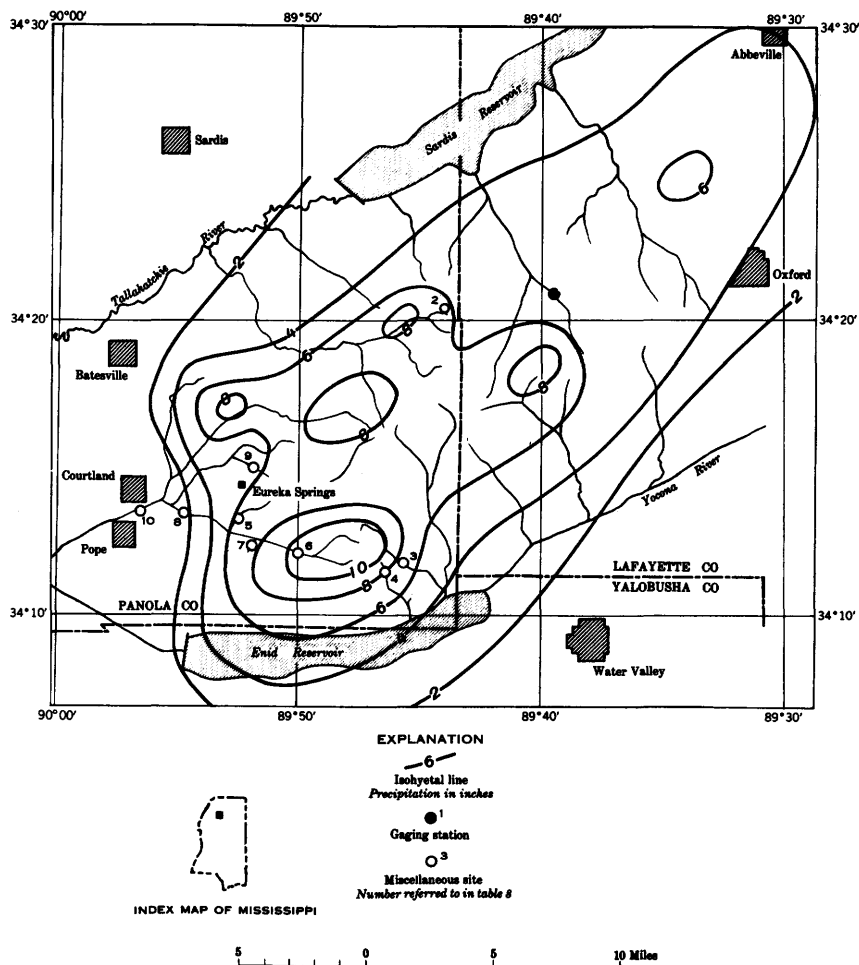 90°00' 89°50' 89°40' 89°30'
34°30' 34°30'
Abbeville
Sardis Reservoir
Sardis
6
Tallahatchie River
2
Oxford
2
2
34°20' 34°20'
4
6
6
Batesville
8
8
6
9
Courtland
Eureka Springs
Yocona River
10
8
5
Pope
7
6
3
10
4
8
LAFAYETTE CO
YALOBUSHA CO
PANOLA CO
6
34°10' 34°10'
Enid Reservoir
Water Valley
2
90°00' 89°50' 89°40' 89°30'
EXPLANATION
6
Isohyetal line
Precipitation in inches
1
Gaging station
3
Miscellaneous site
Number referred to in table 8
INDEX MAP OF MISSISSIPPI
5 0 5 10 Miles